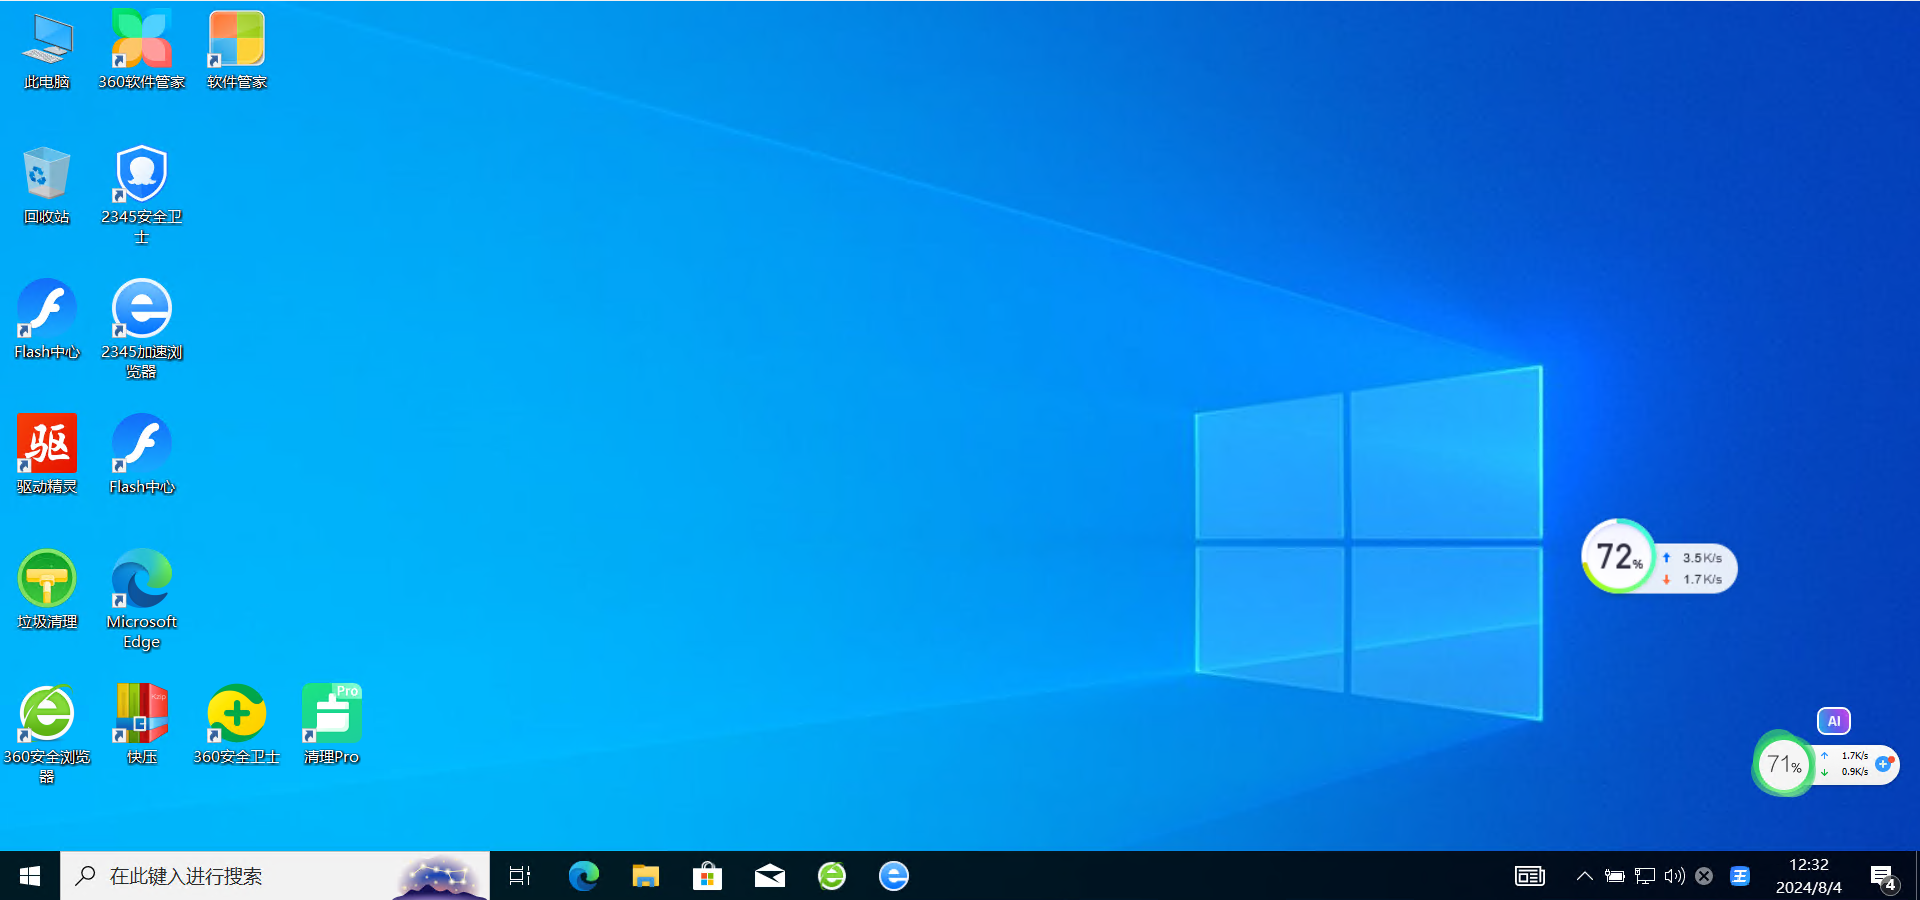 此电脑
360软件管家
软件管家
回收站
2345安全卫
士
Flash中心
2345加速浏
览器
驱
驱动精灵
Flash中心
垃圾清理
Microsoft
Edge
360安全浏览
器
Kzip
快压
360安全卫士
Pro
清理Pro
72%
3.5K/s
1.7K/s
AI
71%
1.7K/s
0.9K/s
在此键入进行搜索
王
12:32
2024/8/4
4